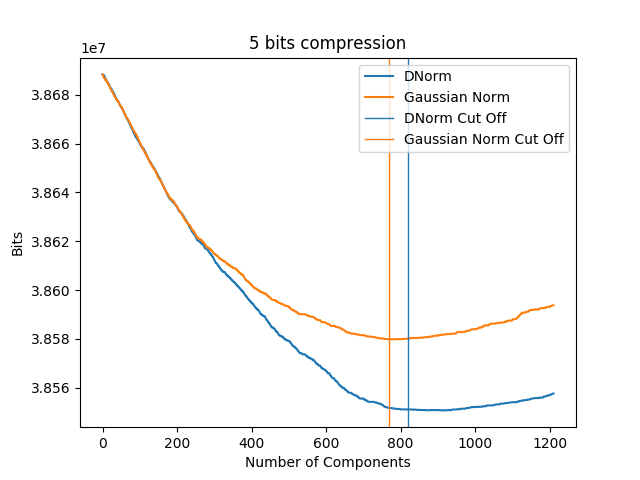 5 bits compression
1e7
DNorm
Gaussian Norm
DNorm Cut Off
Gaussian Norm Cut Off
3.868
3.866
3.864
3.862
3.860
3.858
3.856
Bits
0 200 400 600 800 1000 1200
Number of Components